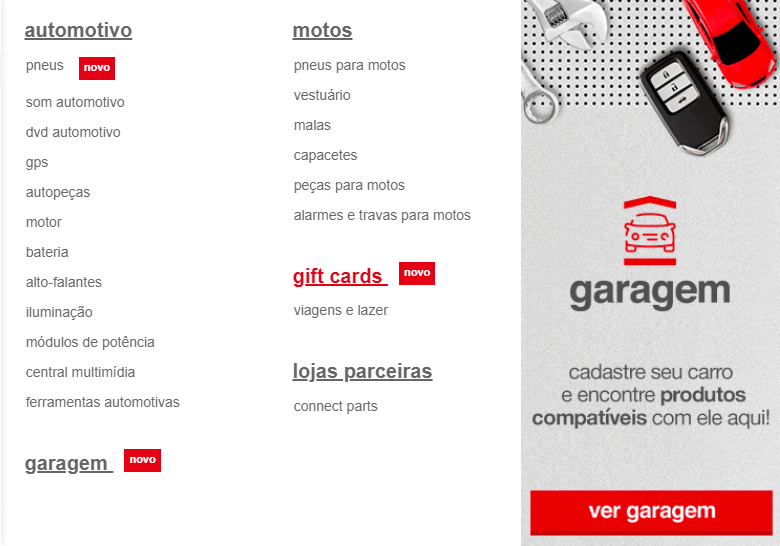 automotivo
pneus novo
som automotivo
dvd automotivo
gps
autopeças
motor
bateria
alto-falantes
iluminação
módulos de potência
central multimídia
ferramentas automotivas
garagem novo
motos
pneus para motos
vestuário
malas
capacetes
peças para motos
alarmes e travas para motos
gift cards novo
viagens e lazer
lojas parceiras
connect parts
garagem
cadastre seu carro
e encontre produtos
compatíveis com ele aqui!
ver garagem